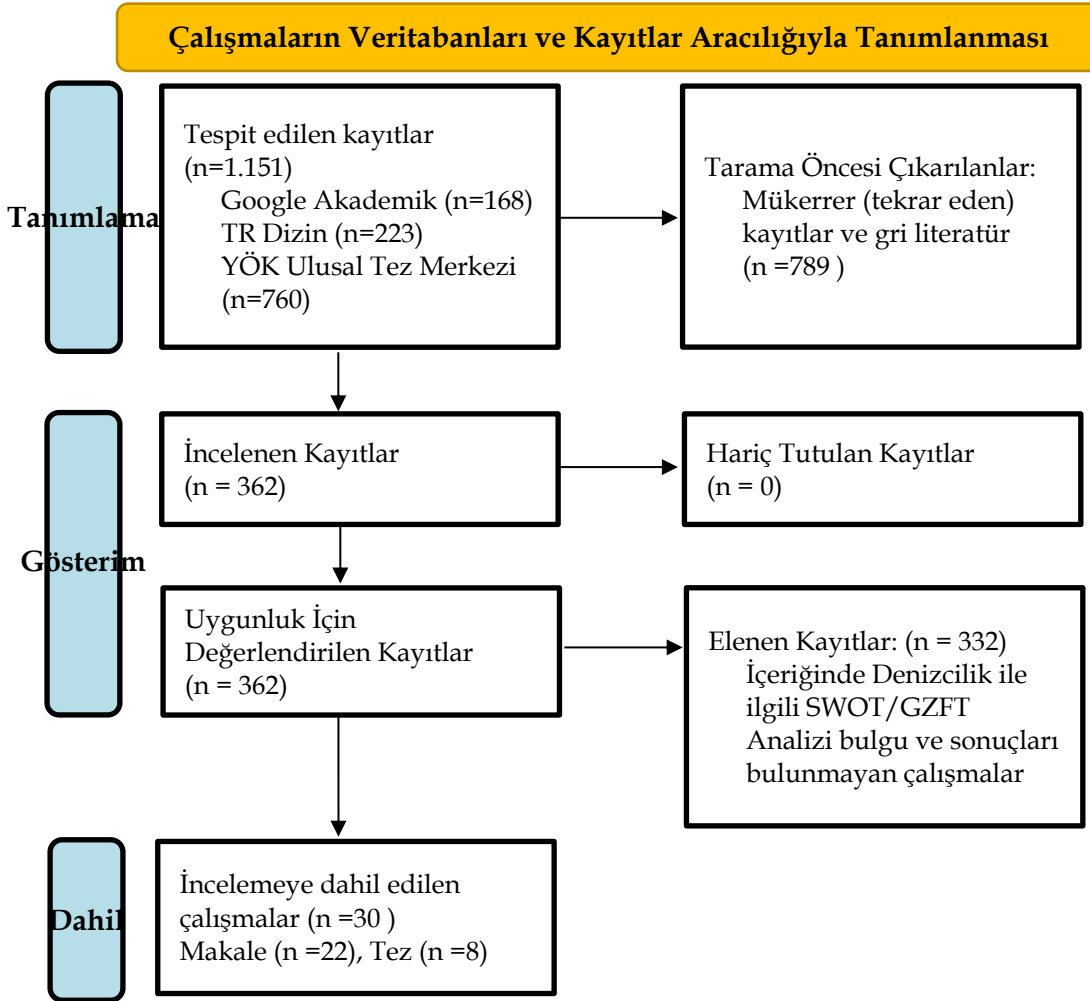 Çalışmaların Veritabanları ve Kayıtlar Aracılığıyla Tanımlanması
Tanımlama
Tespit edilen kayıtlar
(n=1.151)
Google Akademik (n=168)
TR Dizin (n=223)
YÖK Ulusal Tez Merkezi
(n=760)
Tarama Öncesi Çıkarılanlar:
Mükerrer (tekrar eden)
kayıtlar ve gri literatür
(n =789 )
Gösterim
İncelenen Kayıtlar
(n = 362)
Hariç Tutulan Kayıtlar
(n = 0)
Uygunluk İçin
Değerlendirilen Kayıtlar
(n = 362)
Elenen Kayıtlar: (n = 332)
İçeriğinde Denizcilik ile
ilgili SWOT/GZFT
Analizi bulgu ve sonuçları
bulunmayan çalışmalar
Dahil
İncelemeye dahil edilen
çalışmalar (n =30 )
Makale (n =22), Tez (n =8)